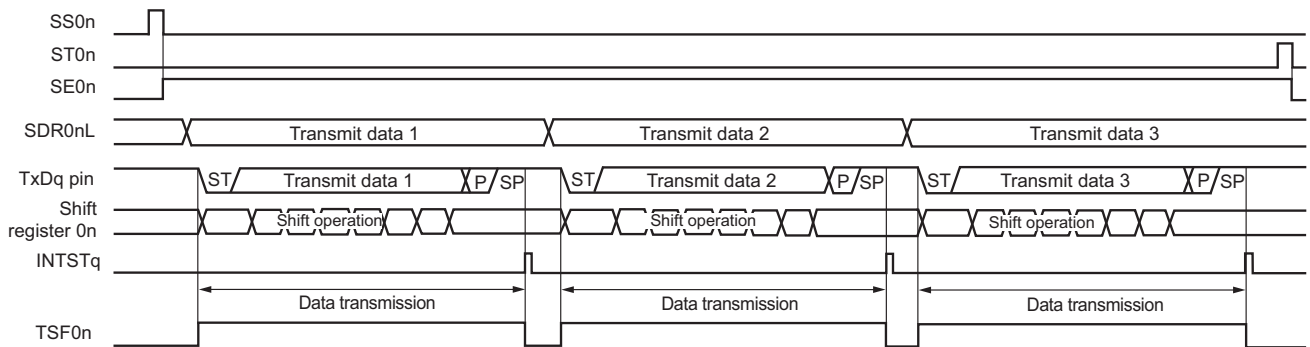 SS0n
ST0n
SE0n
SDR0nL Transmit data 1 Transmit data 2 Transmit data 3
TxDq pin ST Transmit data 1 P SP ST Transmit data 2 P SP ST Transmit data 3 P SP
Shift
register 0n Shift operation Shift operation Shift operation
INTSTq
Data transmission Data transmission Data transmission
TSF0n